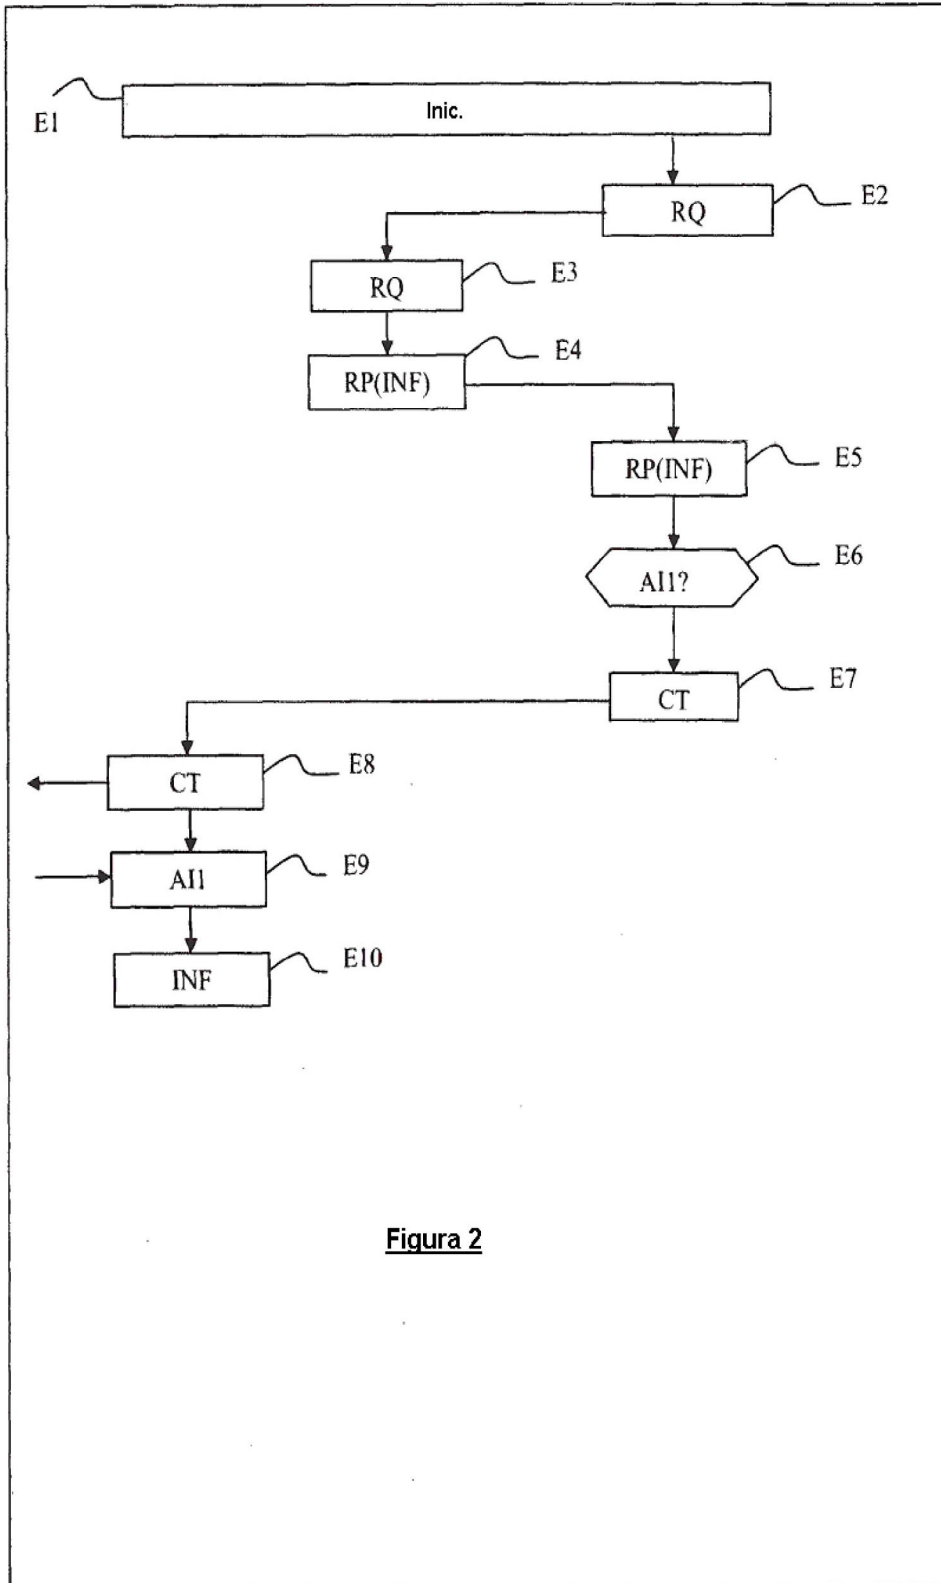 Inic.
E1
RQ
E2
RQ
E3
RP(INF)
E4
RP(INF)
E5
AI1?
E6
CT
E7
CT
E8
AI1
E9
INF
E10
Figura 2